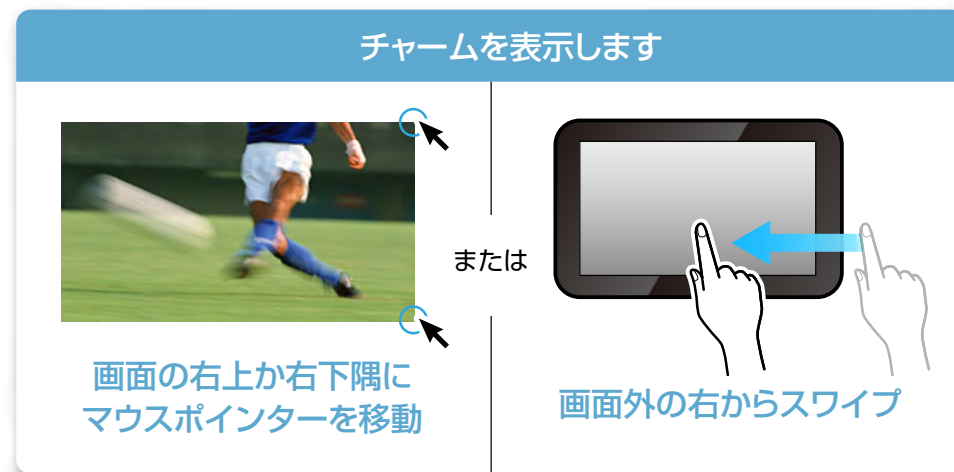 チャームを表示します
または
画面の右上か右下隅に
マウスポインターを移動
画面外の右からスワイプ